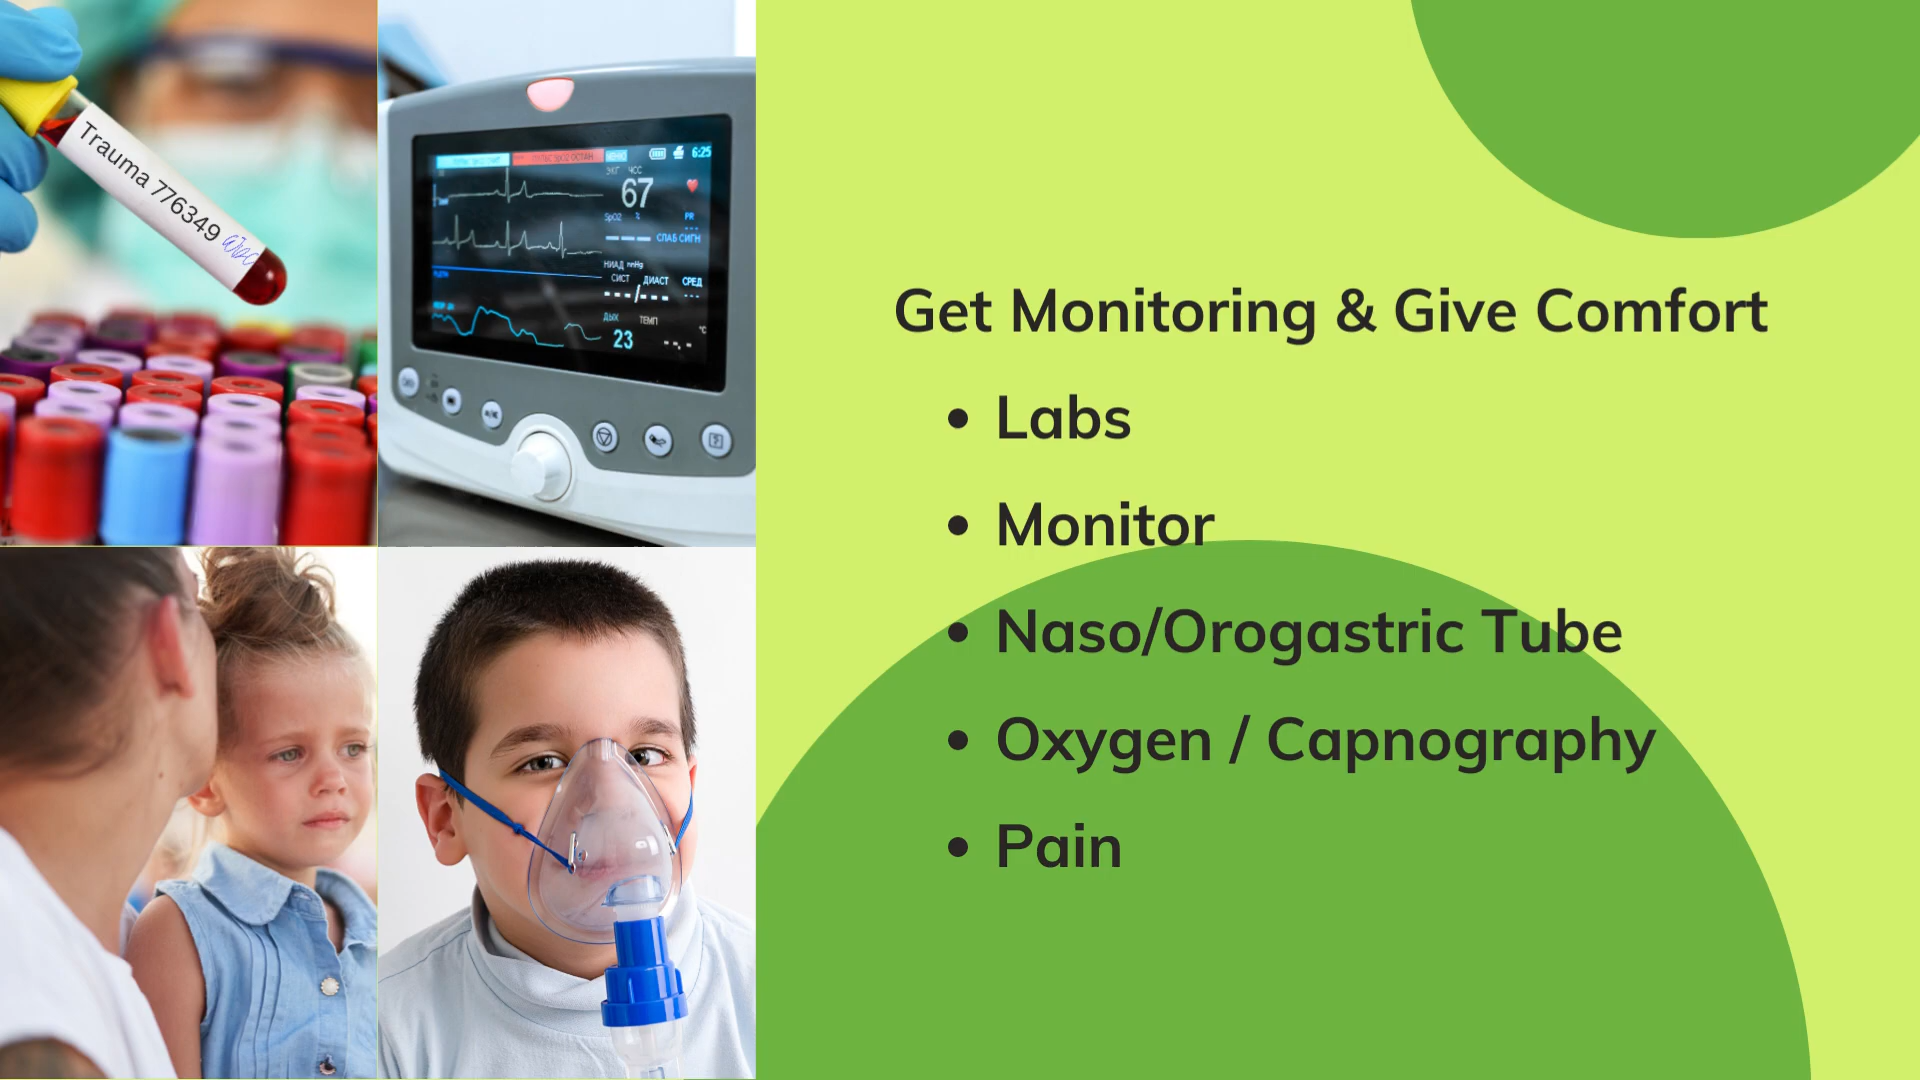 Trauma 776349
6:25
ЭКГ ЧСС
67
SpO2 %
PR
СЛАБ СИГН
НИАД mmHg
СИСТ ДИАСТ СРЕД
ДЫХ ТЕМП
23
°C
Get Monitoring & Give Comfort
• Labs
• Monitor
• Naso/Orogastric Tube
• Oxygen / Capnography
• Pain